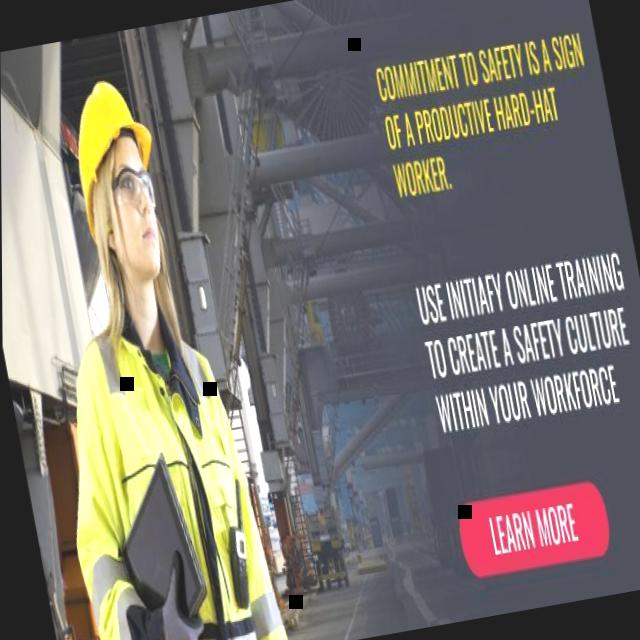 COMMITMENT TO SAFETY IS A SIGN
OF A PRODUCTIVE HARD-HAT
WORKER.
USE INITIAFY ONLINE TRAINING
TO CREATE A SAFETY CULTURE
WITHIN YOUR WORKFORCE
LEARN MORE